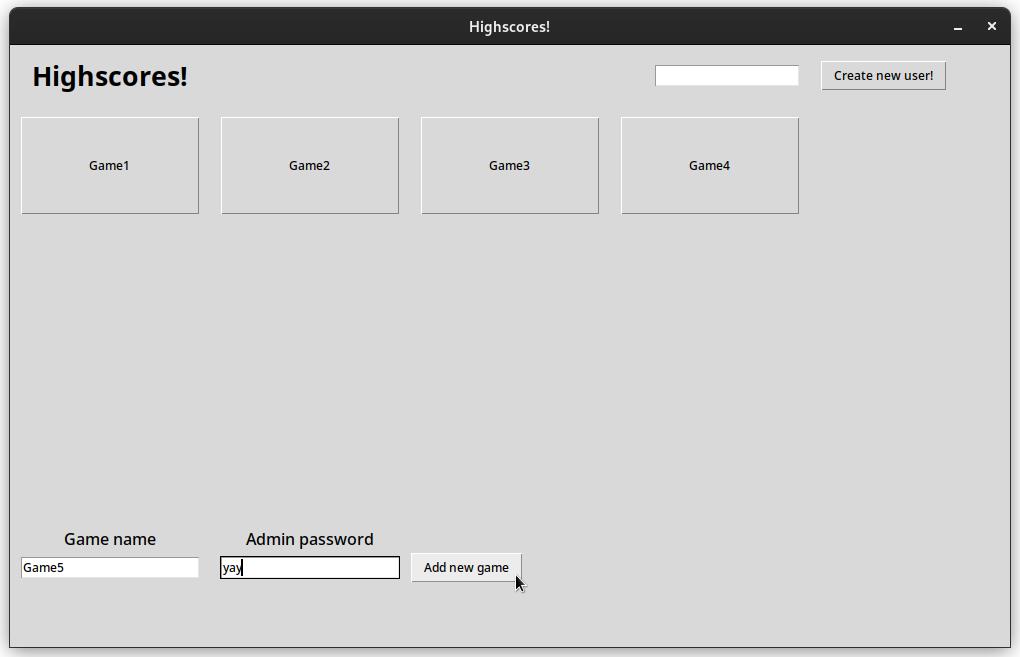 Highscores!
Highscores!
Create new user!
Game1
Game2
Game3
Game4
Game name
Admin password
Game5
yay
Add new game